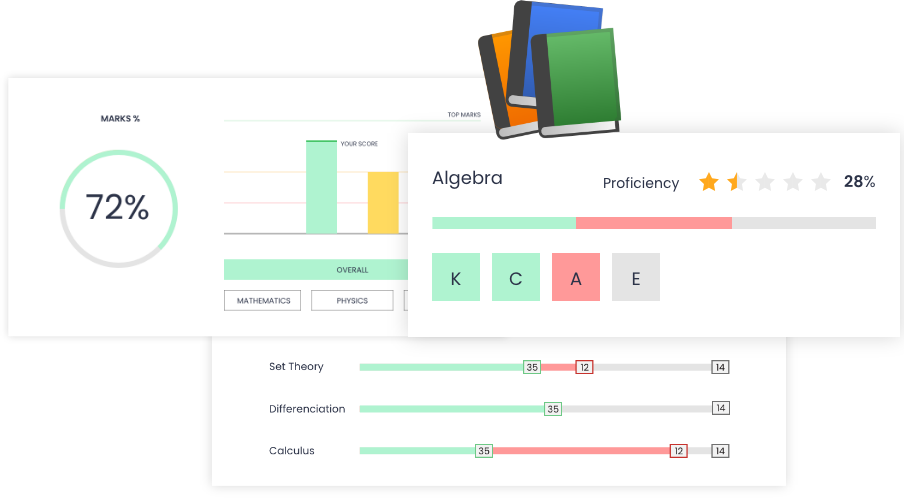 MARKS %
72%
TOP MARKS
YOUR SCORE
OVERALL
MATHEMATICS
PHYSICS
Algebra
Proficiency
28%
K
C
A
E
Set Theory
35
12
14
Differenciation
35
14
Calculus
35
12
14